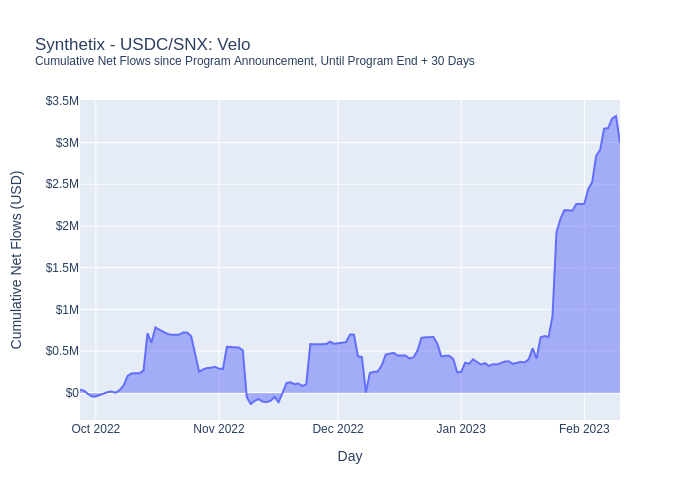 Synthetix - USDC/SNX: Velo
Cumulative Net Flows since Program Announcement, Until Program End + 30 Days
Cumulative Net Flows (USD)
$3.5M
$3M
$2.5M
$2M
$1.5M
$1M
$0.5M
$0
Oct 2022
Nov 2022
Dec 2022
Jan 2023
Feb 2023
Day